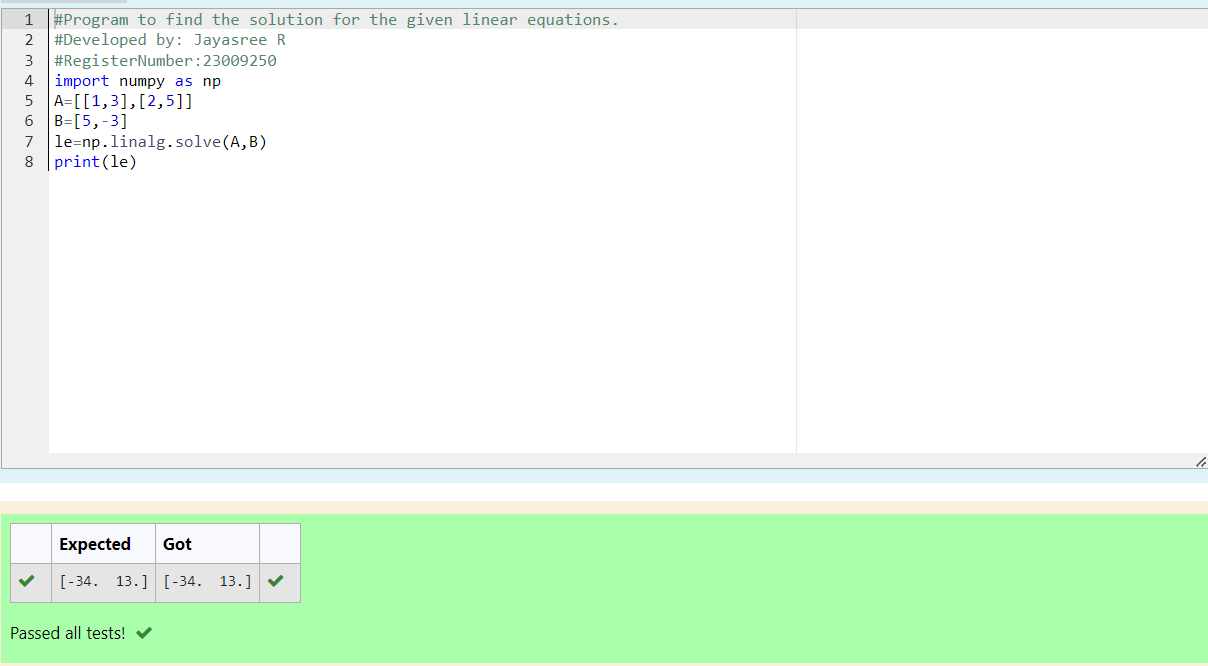 1 #Program to find the solution for the given linear equations.
2 #Developed by: Jayasree R
3 #RegisterNumber:23009250
4 import numpy as np
5 A=[[1,3],[2,5]]
6 B=[5,-3]
7 le=np.linalg.solve(A,B)
8 print(le)
Expected Got
[-34.  13.] [-34.  13.]
Passed all tests!